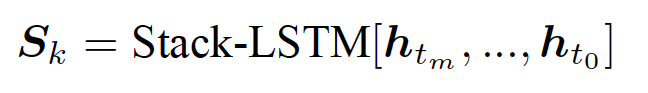 S_k = Stack-LSTM[h_{t_m}, ..., h_{t_0}]